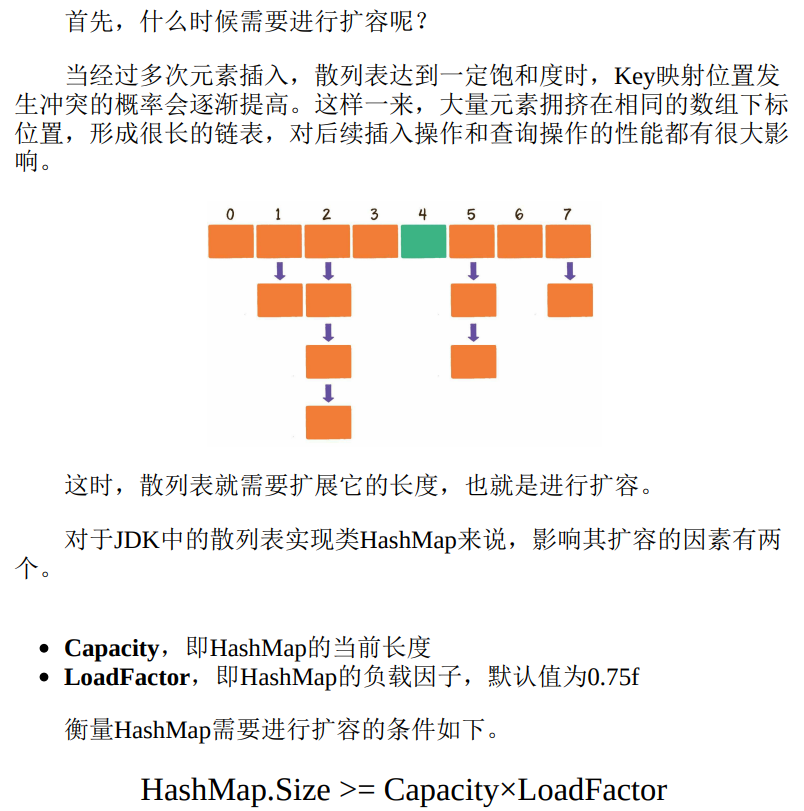 首先，什么时候需要进行扩容呢？
当经过多次元素插入，散列表达到一定饱和度时，Key映射位置发
生冲突的概率会逐渐提高。这样一来，大量元素拥挤在相同的数组下标
位置，形成很长的链表，对后续插入操作和查询操作的性能都有很大影
响。
0 1 2 3 4 5 6 7
这时，散列表就需要扩展它的长度，也就是进行扩容。
对于JDK中的散列表实现类HashMap来说，影响其扩容的因素有两
个。
• Capacity，即HashMap的当前长度
• LoadFactor，即HashMap的负载因子，默认值为0.75f
衡量HashMap需要进行扩容的条件如下。
HashMap.Size >= Capacity×LoadFactor